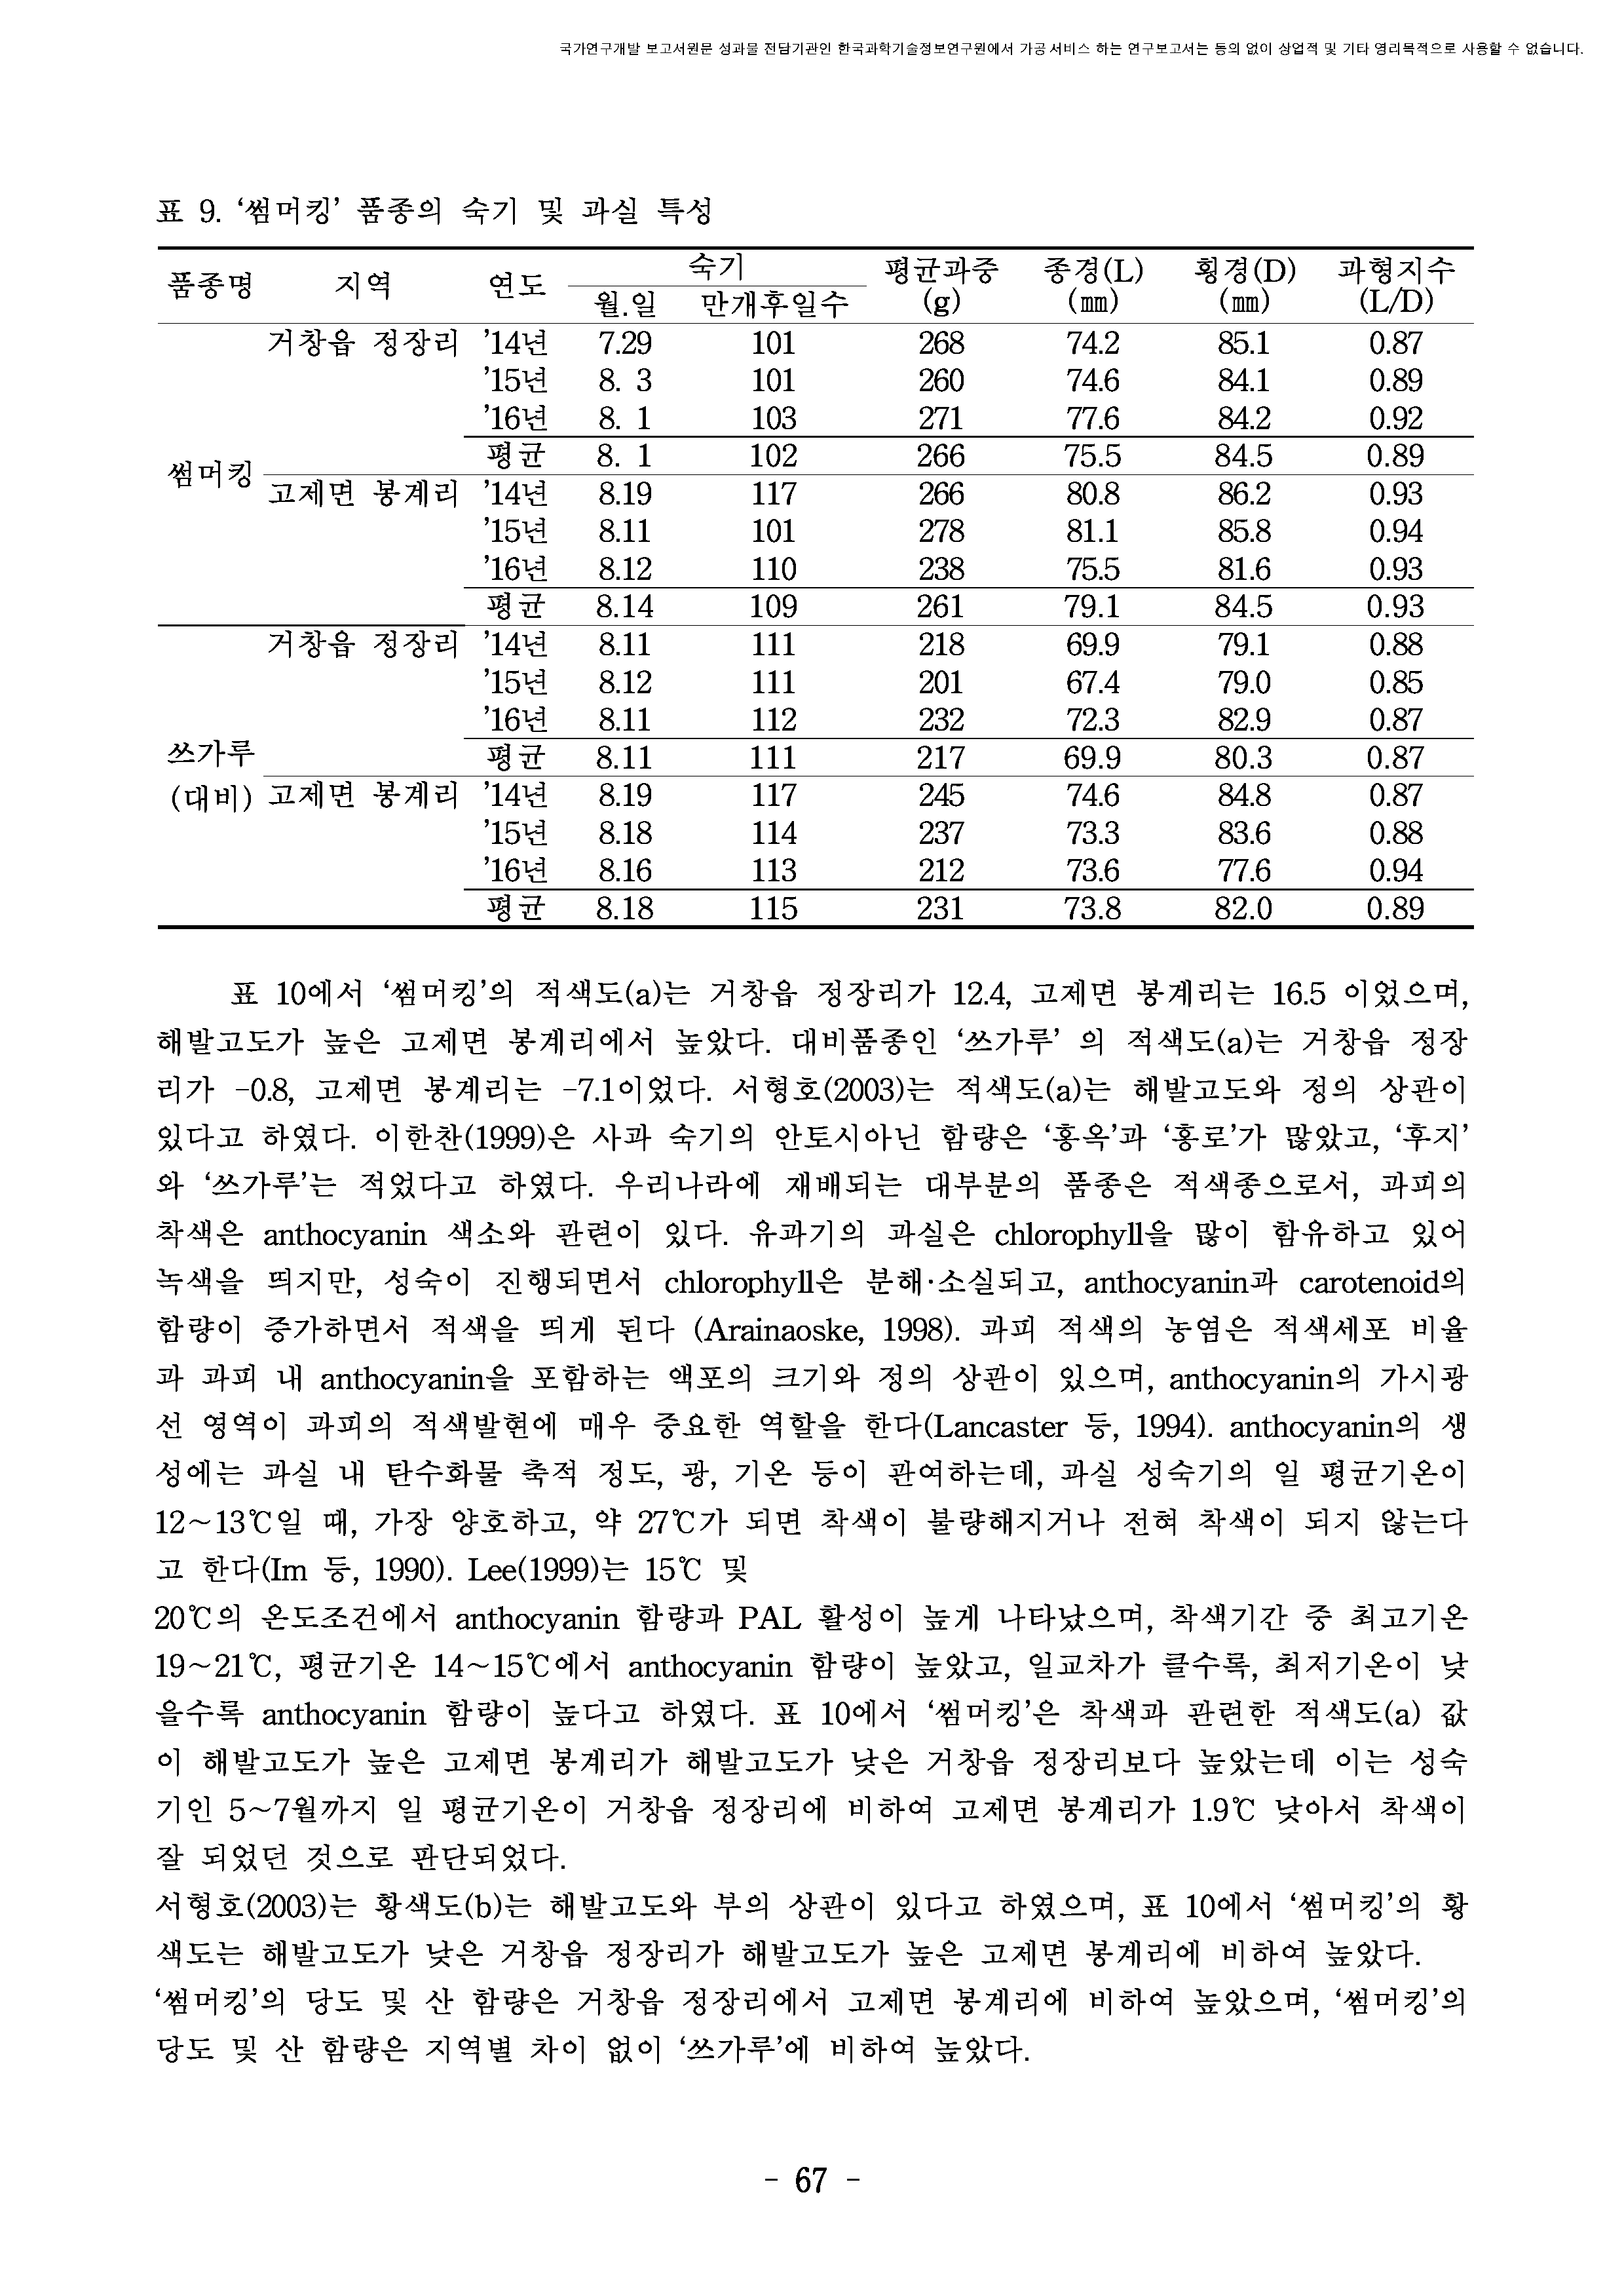 국가연구개발 보고서원문 성과물 전담기관인 한국과학기술정보연구원에서 가공·서비스 하는 연구보고서는 동의 없이 상업적 및 기타 영리목적으로 사용할 수 없습니다.
표 9. ‘썸머킹’ 품종의 숙기 및 과실 특성
품종명 지역 연도 숙기 평균과중 종경(L) 횡경(D) 과형지수
월.일 만개후일수 (g) (㎜) (㎜) (L/D)
거창읍 정장리 ’14년 7.29 101 268 74.2 85.1 0.87
’15년 8. 3 101 260 74.6 84.1 0.89
’16년 8. 1 103 271 77.6 84.2 0.92
평균 8. 1 102 266 75.5 84.5 0.89
썸머킹
고제면 봉계리 ’14년 8.19 117 266 80.8 86.2 0.93
’15년 8.11 101 278 81.1 85.8 0.94
’16년 8.12 110 238 75.5 81.6 0.93
평균 8.14 109 261 79.1 84.5 0.93
거창읍 정장리 ’14년 8.11 111 218 69.9 79.1 0.88
’15년 8.12 111 201 67.4 79.0 0.85
’16년 8.11 112 232 72.3 82.9 0.87
쓰가루 평균 8.11 111 217 69.9 80.3 0.87
(대비) 고제면 봉계리 ’14년 8.19 117 245 74.6 84.8 0.87
’15년 8.18 114 237 73.3 83.6 0.88
’16년 8.16 113 212 73.6 77.6 0.94
평균 8.18 115 231 73.8 82.0 0.89
표 10에서 ‘썸머킹’의 적색도(a)는 거창읍 정장리가 12.4, 고제면 봉계리는 16.5 이었으며,
해발고도가 높은 고제면 봉계리에서 높았다. 대비품종인 ‘쓰가루’ 의 적색도(a)는 거창읍 정장
리가 -0.8, 고제면 봉계리는 -7.1이었다. 서형호(2003)는 적색도(a)는 해발고도와 정의 상관이
있다고 하였다. 이한찬(1999)은 사과 숙기의 안토시아닌 함량은 ‘홍옥’과 ‘홍로’가 많았고, ‘후지’
와 ‘쓰가루’는 적었다고 하였다. 우리나라에 재배되는 대부분의 품종은 적색종으로서, 과피의
착색은 anthocyanin 색소와 관련이 있다. 유과기의 과실은 chlorophyll을 많이 함유하고 있어
녹색을 띄지만, 성숙이 진행되면서 chlorophyll은 분해·소실되고, anthocyanin과 carotenoid의
함량이 증가하면서 적색을 띄게 된다 (Arainaoske, 1998). 과피 적색의 농염은 적색세포 비율
과 과피 내 anthocyanin을 포함하는 액포의 크기와 정의 상관이 있으며, anthocyanin의 가시광
선 영역이 과피의 적색발현에 매우 중요한 역할을 한다(Lancaster 등, 1994). anthocyanin의 생
성에는 과실 내 탄수화물 축적 정도, 광, 기온 등이 관여하는데, 과실 성숙기의 일 평균기온이
12~13℃일 때, 가장 양호하고, 약 27℃가 되면 착색이 불량해지거나 전혀 착색이 되지 않는다
고 한다(Im 등, 1990). Lee(1999)는 15℃ 및
20℃의 온도조건에서 anthocyanin 함량과 PAL 활성이 높게 나타났으며, 착색기간 중 최고기온
19~21℃, 평균기온 14~15℃에서 anthocyanin 함량이 높았고, 일교차가 클수록, 최저기온이 낮
을수록 anthocyanin 함량이 높다고 하였다. 표 10에서 ‘썸머킹’은 착색과 관련한 적색도(a) 값
이 해발고도가 높은 고제면 봉계리가 해발고도가 낮은 거창읍 정장리보다 높았는데 이는 성숙
기인 5~7월까지 일 평균기온이 거창읍 정장리에 비하여 고제면 봉계리가 1.9℃ 낮아서 착색이
잘 되었던 것으로 판단되었다.
서형호(2003)는 황색도(b)는 해발고도와 부의 상관이 있다고 하였으며, 표 10에서 ‘썸머킹’의 황
색도는 해발고도가 낮은 거창읍 정장리가 해발고도가 높은 고제면 봉계리에 비하여 높았다.
‘썸머킹’의 당도 및 산 함량은 거창읍 정장리에서 고제면 봉계리에 비하여 높았으며, ‘썸머킹’의
당도 및 산 함량은 지역별 차이 없이 ‘쓰가루’에 비하여 높았다.
- 67 -